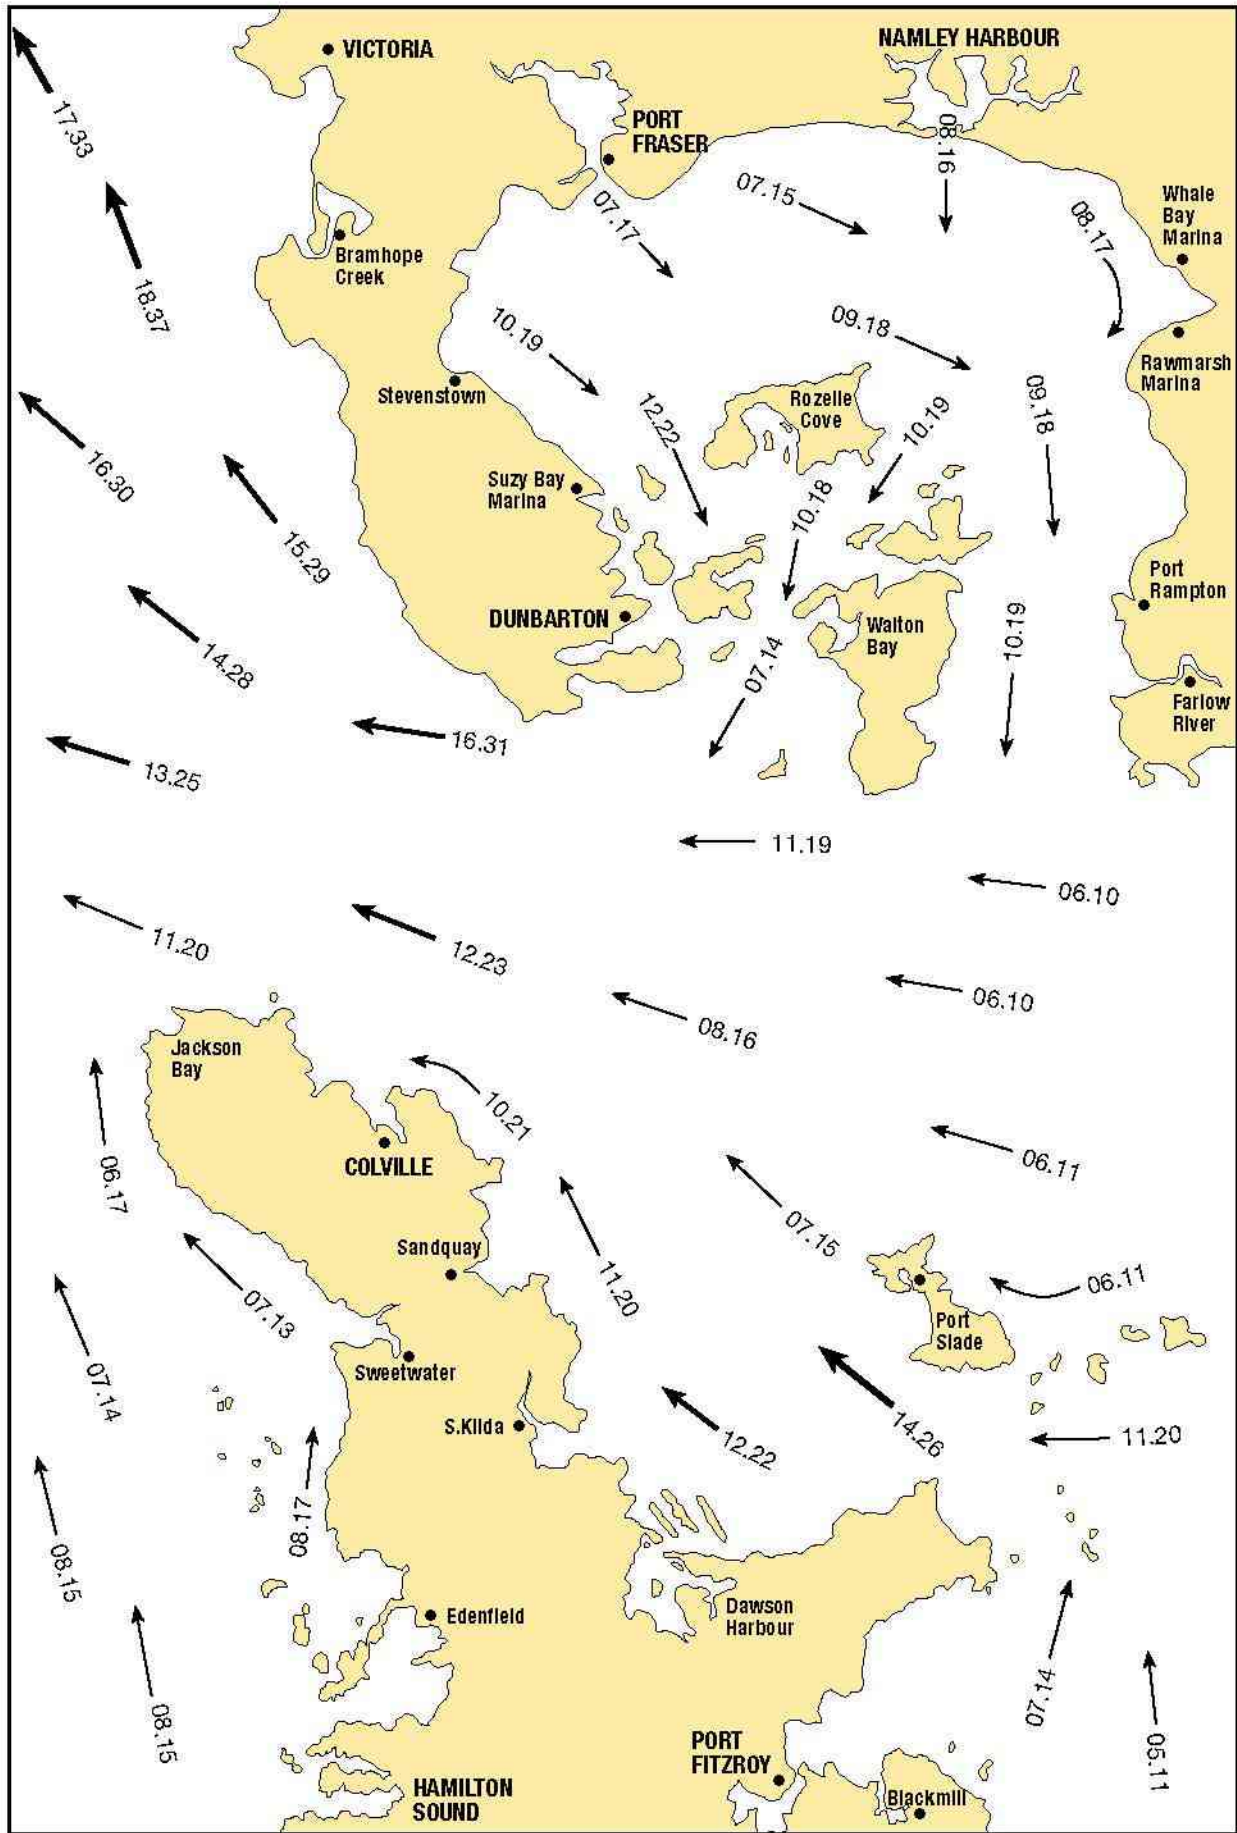 VICTORIA
NAMLEY HARBOUR
17.33
PORT
FRASER
08.16
07.15
07.17
08.17
Whale
Bay
Marina
Bramhope
Creek
18.37
10.19
09.18
Rawmarsh
Marina
Stevenstown
Rozelle
Cove
12.22
10.19
09.18
16.30
Suzy Bay
Marina
10.18
15.29
Port
Rampton
DUNBARTON
Walton
Bay
10.19
14.28
07.14
Farlow
River
16.31
13.25
11.19
06.10
11.20
12.23
06.10
08.16
Jackson
Bay
10.21
COLVILLE
06.11
06.17
07.15
Sandquay
11.20
06.11
07.13
Port
Slade
Sweetwater
07.14
S.Kilda
12.22
14.26
11.20
08.17
08.15
Edenfield
Dawson
Harbour
07.14
08.15
05.11
PORT
FITZROY
HAMILTON
SOUND
Blackmill